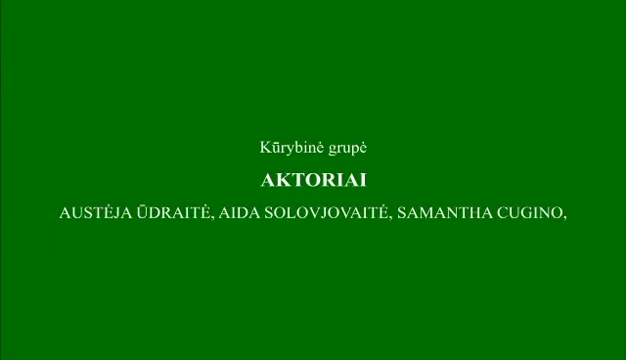 Kūrybinė grupė
AKTORIAI
AUSTĖJA ŪDRAITĖ, AIDA SOLOVJOVAITĖ, SAMANTHA CUGINO,